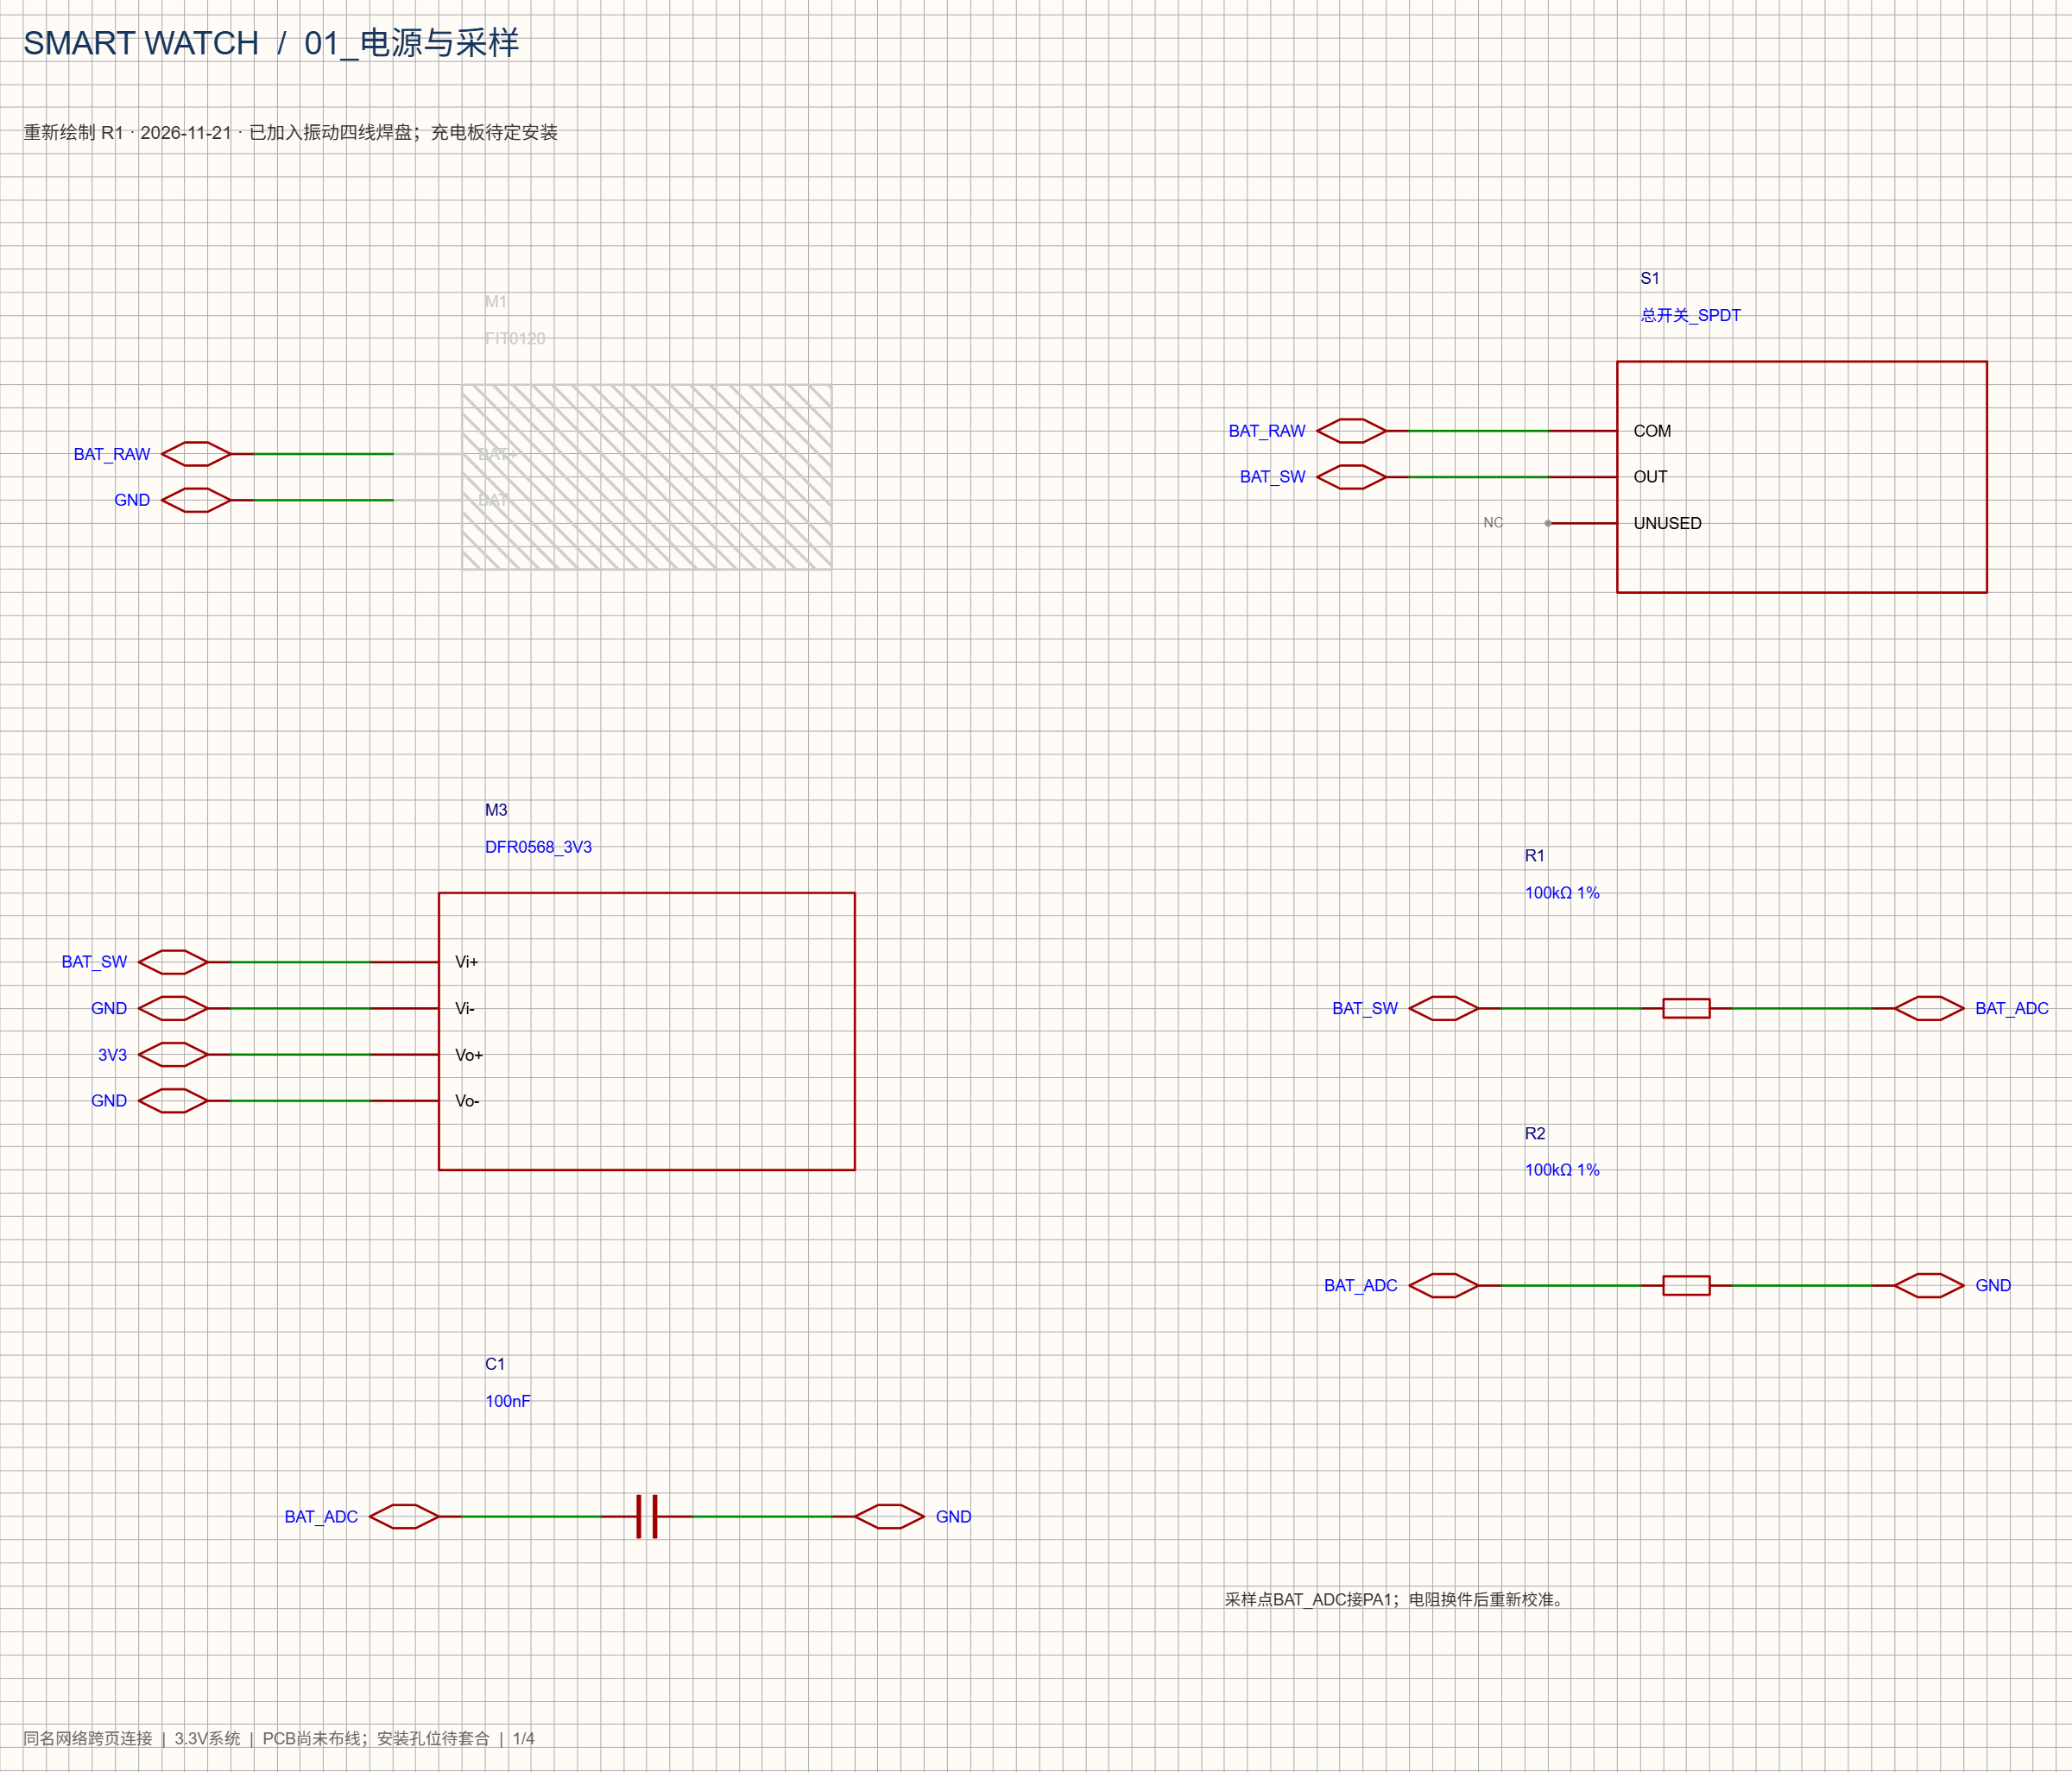 SMART WATCH / 01_电源与采样
重新绘制 R1 · 2026-11-21 · 已加入振动四线焊盘；充电板待定安装
M1
FIT0120
BAT_RAW
BAT+
GND
BAT-
S1
总开关_SPDT
BAT_RAW
COM
BAT_SW
OUT
NC
UNUSED
M3
DFR0568_3V3
BAT_SW
Vi+
GND
Vi-
3V3
Vo+
GND
Vo-
R1
100kΩ 1%
BAT_SW
BAT_ADC
R2
100kΩ 1%
BAT_ADC
GND
C1
100nF
BAT_ADC
GND
采样点BAT_ADC接PA1；电阻换件后重新校准。
同名网络跨页连接 | 3.3V系统 | PCB尚未布线；安装孔位待套合 | 1/4